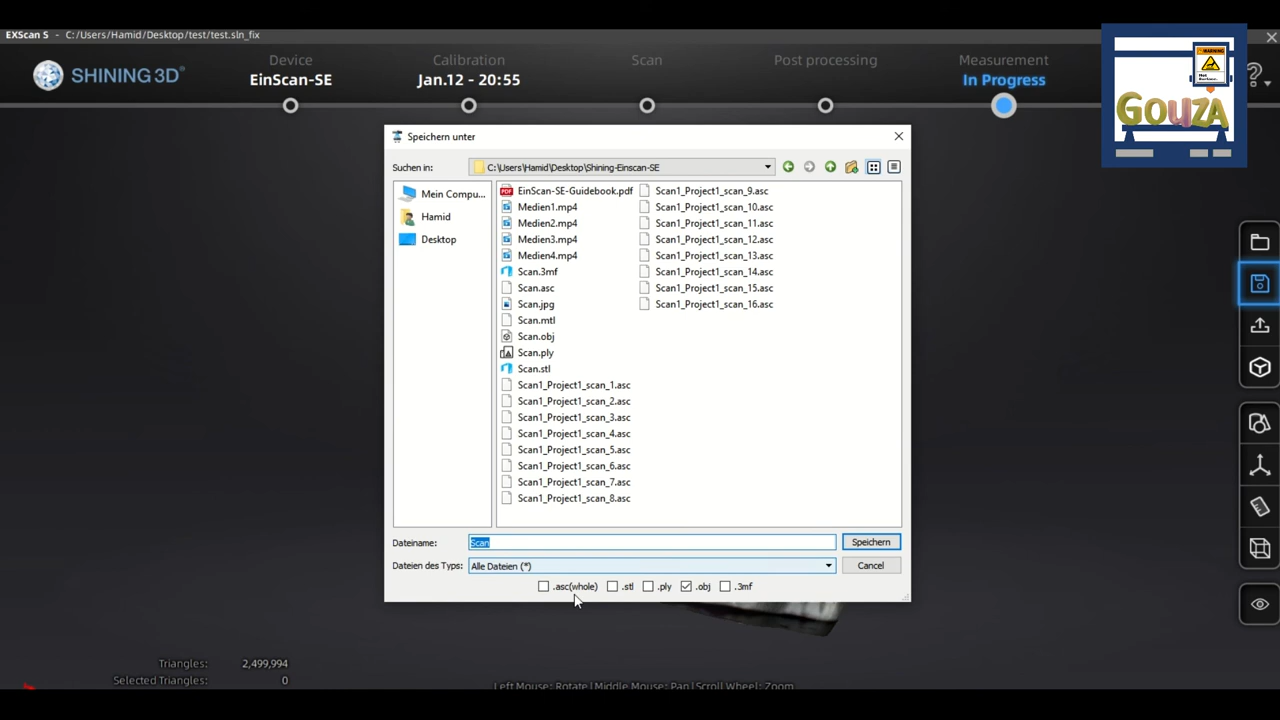 EXScan S - C:/Users/Hamid/Desktop/test/test.sln_fix
SHINING 3D®
Device
EinScan-SE
Calibration
Jan.12 - 20:55
Scan
Post processing
Measurement
In Progress
WARNING
Hot
Surface.
GOUZA
Speichern unter
Suchen in:
C:\Users\Hamid\Desktop\Shining-Einscan-SE
Mein Compu...
Hamid
Desktop
EinScan-SE-Guidebook.pdf
Medien1.mp4
Medien2.mp4
Medien3.mp4
Medien4.mp4
Scan.3mf
Scan.asc
Scan.jpg
Scan.mtl
Scan.obj
Scan.ply
Scan.stl
Scan1_Project1_scan_1.asc
Scan1_Project1_scan_2.asc
Scan1_Project1_scan_3.asc
Scan1_Project1_scan_4.asc
Scan1_Project1_scan_5.asc
Scan1_Project1_scan_6.asc
Scan1_Project1_scan_7.asc
Scan1_Project1_scan_8.asc
Scan1_Project1_scan_9.asc
Scan1_Project1_scan_10.asc
Scan1_Project1_scan_11.asc
Scan1_Project1_scan_12.asc
Scan1_Project1_scan_13.asc
Scan1_Project1_scan_14.asc
Scan1_Project1_scan_15.asc
Scan1_Project1_scan_16.asc
Dateiname:
Scan
Speichern
Dateien des Typs:
Alle Dateien (*)
Cancel
.asc(whole) .stl .ply .obj .3mf
Triangles: 2,499,994
Selected Triangles: 0
Left Mouse: Rotate|Middle Mouse: Pan|Scroll Wheel: Zoom